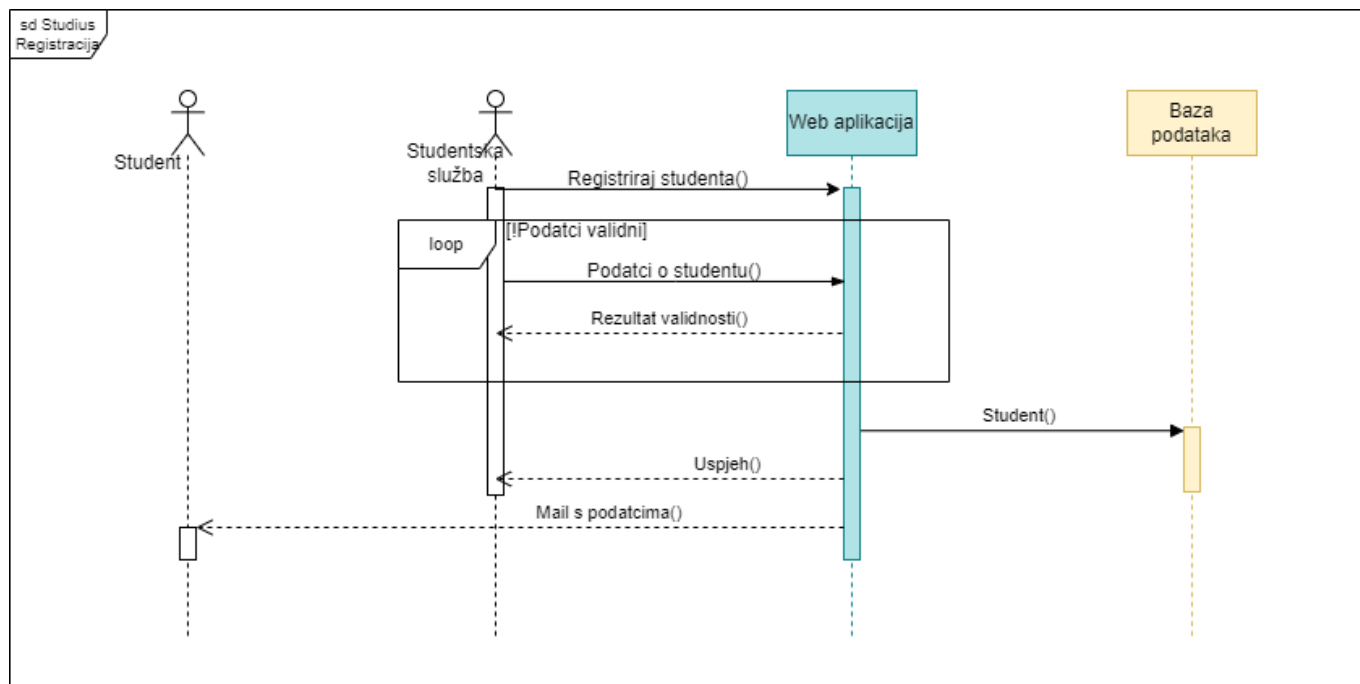 sd Studius
Registracija
Student
Studentska
služba
Web aplikacija
Baza
podataka
Registriraj studenta()
loop
[!Podatci validni]
Podatci o studentu()
Rezultat validnosti()
Student()
Uspjeh()
Mail s podatcima()